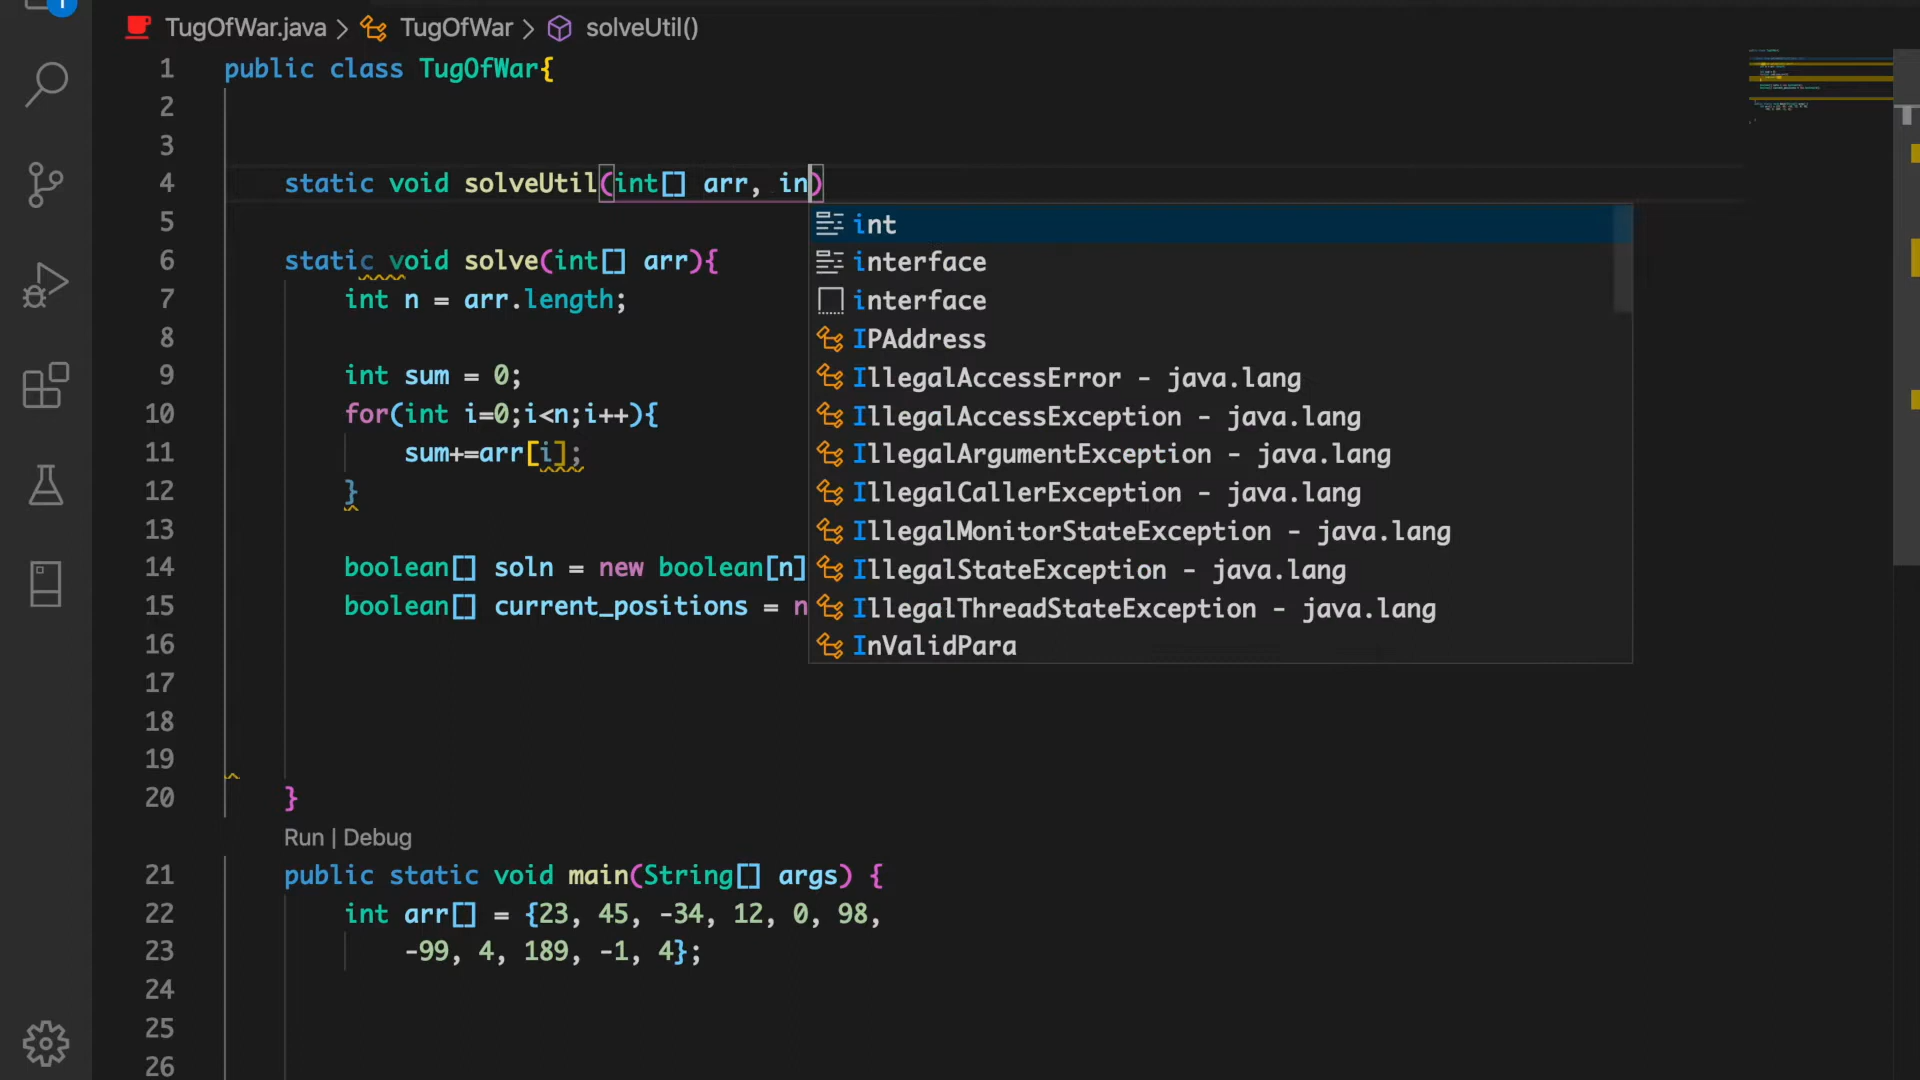 1
TugOfWar.java > TugOfWar > solveUtil()
1 public class TugOfWar{
2
3
4 static void solveUtil(int[] arr, in)
5
6 static void solve(int[] arr){
7 int n = arr.length;
8
9 int sum = 0;
10 for(int i=0;i<n;i++){
11 sum+=arr[i];
12 }
13
14 boolean[] soln = new boolean[n]
15 boolean[] current_positions = n
16
17
18
19
20 }
int
interface
interface
IPAddress
IllegalAccessError - java.lang
IllegalAccessException - java.lang
IllegalArgumentException - java.lang
IllegalCallerException - java.lang
IllegalMonitorStateException - java.lang
IllegalStateException - java.lang
IllegalThreadStateException - java.lang
InValidPara
Run | Debug
21 public static void main(String[] args) {
22 int arr[] = {23, 45, -34, 12, 0, 98,
23 -99, 4, 189, -1, 4};
24
25
26